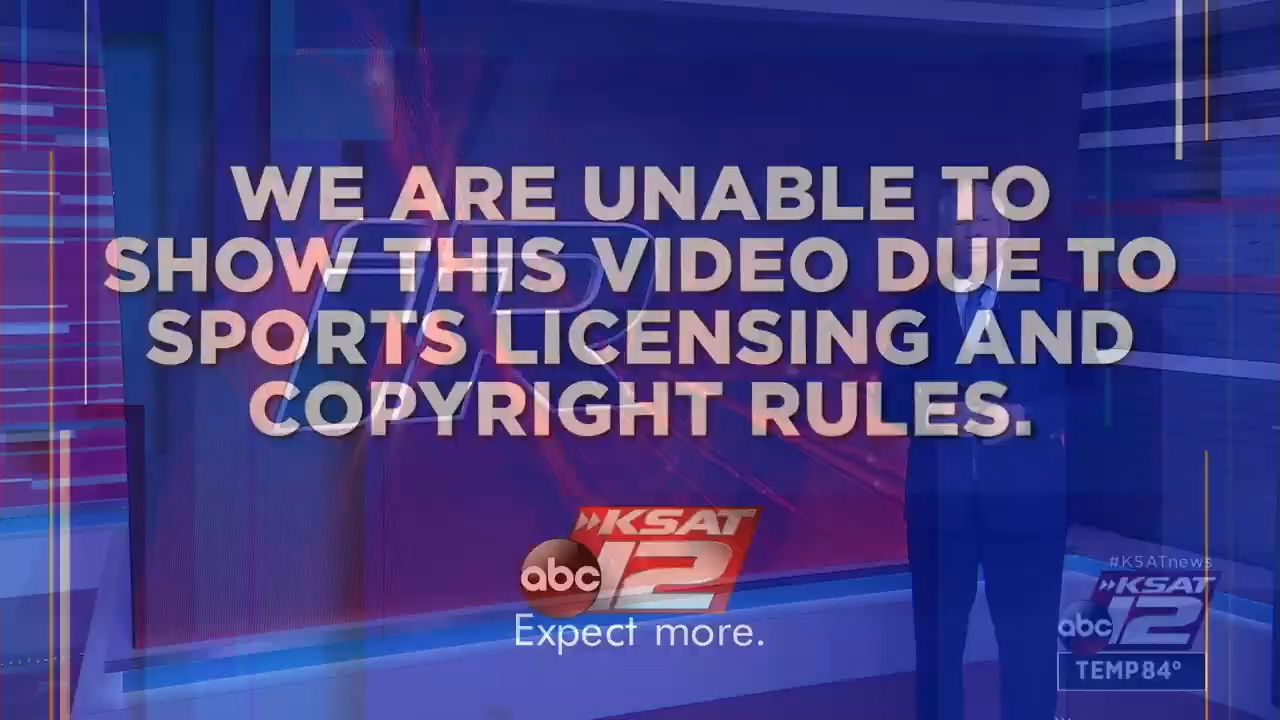 WE ARE UNABLE TO
SHOW THIS VIDEO DUE TO
SPORTS LICENSING AND
COPYRIGHT RULES.
KSAT
abc 12
Expect more.
#KSATnews
KSAT
abc 12
TEMP 84°